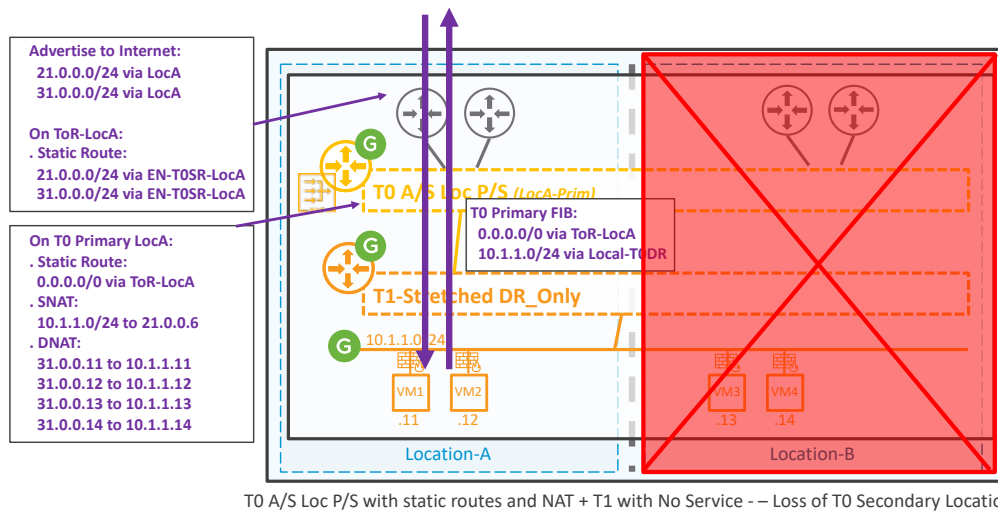 Advertise to Internet:
21.0.0.0/24 via LocA
31.0.0.0/24 via LocA
On ToR-LocA:
. Static Route:
21.0.0.0/24 via EN-T0SR-LocA
31.0.0.0/24 via EN-T0SR-LocA
On T0 Primary LocA:
. Static Route:
0.0.0.0/0 via ToR-LocA
. SNAT:
10.1.1.0/24 to 21.0.0.6
. DNAT:
31.0.0.11 to 10.1.1.11
31.0.0.12 to 10.1.1.12
31.0.0.13 to 10.1.1.13
31.0.0.14 to 10.1.1.14
G
T0 A/S Loc P/S (LocA-Prim)
T0 Primary FIB:
0.0.0.0/0 via ToR-LocA
10.1.1.0/24 via Local-T0DR
G
T1-Stretched DR_Only
G
10.1.1.0/24
VM1
VM2
VM3
VM4
.11
.12
.13
.14
Location-A
Location-B
T0 A/S Loc P/S with static routes and NAT + T1 with No Service - – Loss of T0 Secondary Locatio